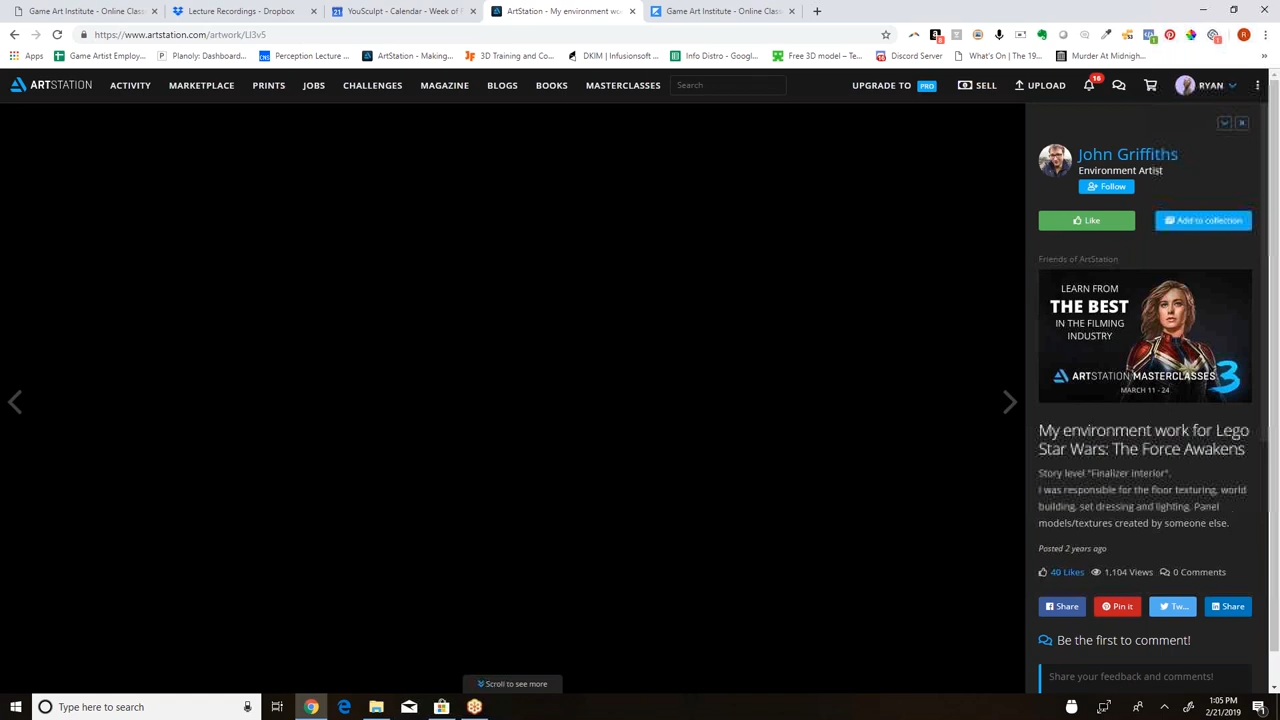 Game Art Institute - Online Clas
Lecture Recordings - Dropbox
YouSculpt - Calendar - Week of F
ArtStation - My environment wo
Game Art Institute - Online Clas
https://www.artstation.com/artwork/LI3v5
Apps
Game Artist Employ...
Planoly: Dashboard...
Perception Lecture ...
ArtStation - Making...
3D Training and Co...
DKIM | Infusionsoft ...
Info Distro - Googl...
Free 3D model – Te...
Discord Server
What's On | The 19...
Murder At Midnigh...
ARTSTATION
ACTIVITY
MARKETPLACE
PRINTS
JOBS
CHALLENGES
MAGAZINE
BLOGS
BOOKS
MASTERCLASSES
Search
UPGRADE TO PRO
SELL
UPLOAD
16
RYAN
John Griffiths
Environment Artist
Follow
Like
Add to collection
Friends of ArtStation
LEARN FROM
THE BEST
IN THE FILMING
INDUSTRY
ARTSTATION MASTERCLASSES 3
MARCH 11 - 24
My environment work for Lego
Star Wars: The Force Awakens
Story level "Finalizer interior".
I was responsible for the floor texturing, world
building, set dressing and lighting. Panel
models/textures created by someone else.
Posted 2 years ago
40 Likes
1,104 Views
0 Comments
Share
Pin it
Tw...
Share
Be the first to comment!
Share your feedback and comments!
Scroll to see more
Type here to search
1:05 PM
2/21/2019